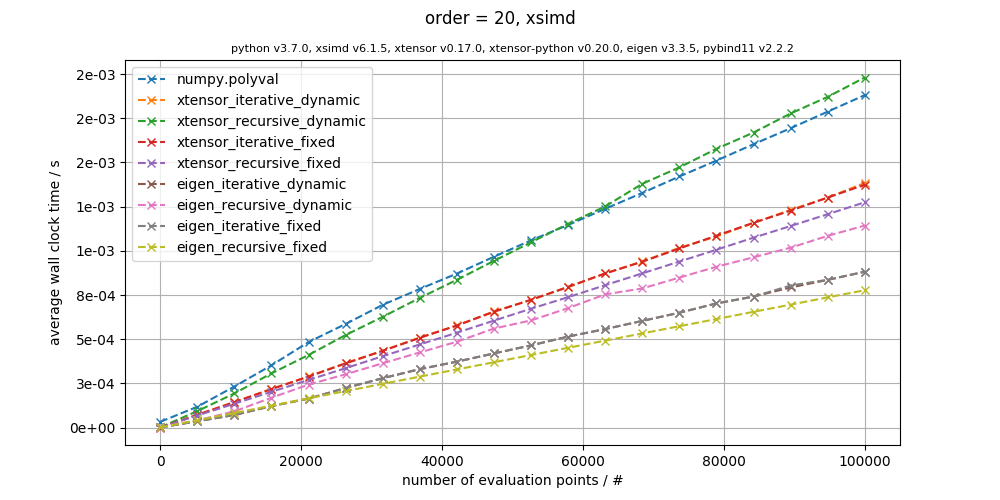 order = 20, xsimd
python v3.7.0, xsimd v6.1.5, xtensor v0.17.0, xtensor-python v0.20.0, eigen v3.3.5, pybind11 v2.2.2
2e-03
2e-03
2e-03
1e-03
1e-03
8e-04
5e-04
3e-04
0e+00
average wall clock time / s
numpy.polyval
xtensor_iterative_dynamic
xtensor_recursive_dynamic
xtensor_iterative_fixed
xtensor_recursive_fixed
eigen_iterative_dynamic
eigen_recursive_dynamic
eigen_iterative_fixed
eigen_recursive_fixed
0 20000 40000 60000 80000 100000
number of evaluation points / #